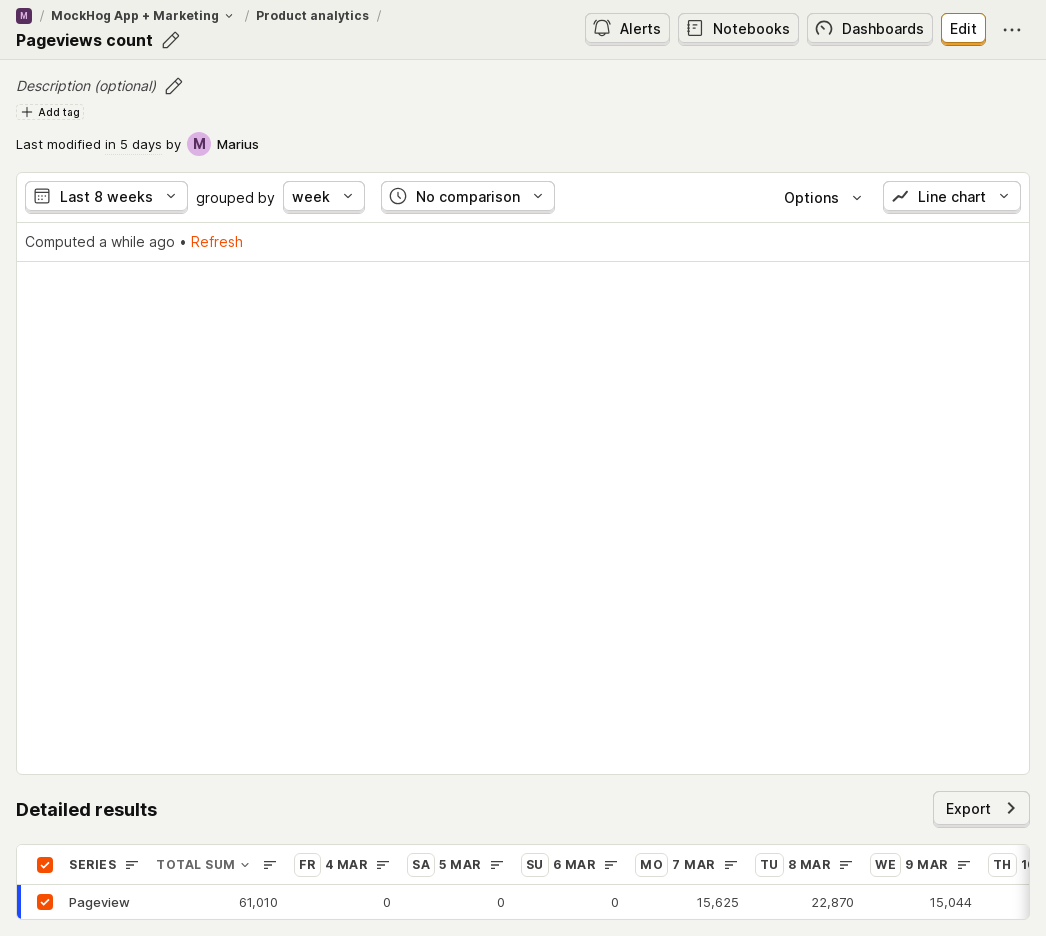 M / MockHog App + Marketing / Product analytics /
Pageviews count
Alerts Notebooks Dashboards Edit
Description (optional)
Add tag
Last modified in 5 days by M Marius
Last 8 weeks grouped by week No comparison Options Line chart
Computed a while ago • Refresh
Detailed results
Export
SERIES TOTAL SUM FR 4 MAR SA 5 MAR SU 6 MAR MO 7 MAR TU 8 MAR WE 9 MAR TH
Pageview 61,010 0 0 0 15,625 22,870 15,044